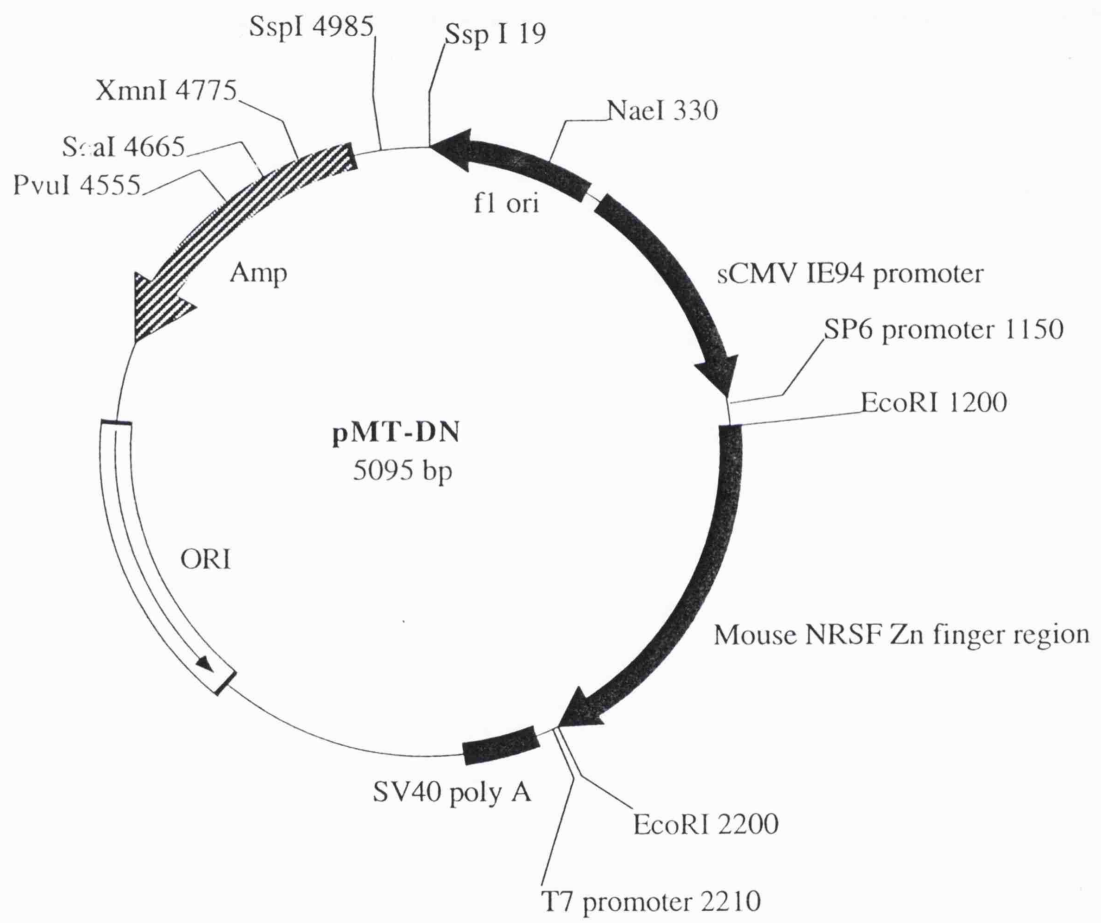 SspI 4985
Ssp I 19
XmnI 4775
NaeI 330
ScaI 4665
PvuI 4555
f1 ori
Amp
sCMV IE94 promoter
SP6 promoter 1150
EcoRI 1200
pMT-DN
5095 bp
ORI
Mouse NRSF Zn finger region
SV40 poly A
EcoRI 2200
T7 promoter 2210